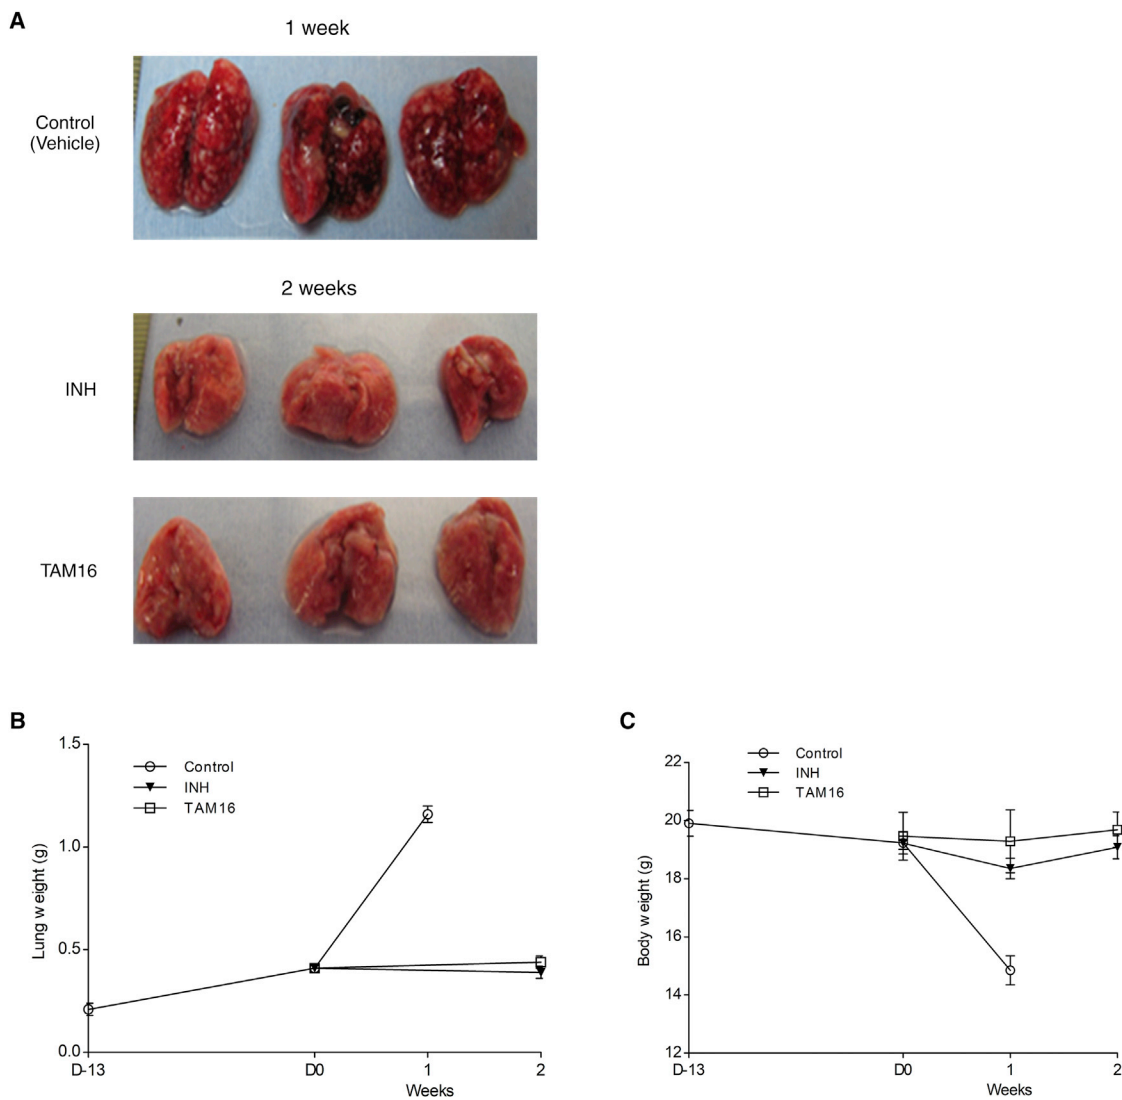 A
1 week
Control
(Vehicle)
2 weeks
INH
TAM16
B
1.5
1.0
0.5
0.0
Lung weight (g)
Control
INH
TAM16
D-13
D0
1
2
Weeks
C
22
20
18
16
14
12
Body weight (g)
Control
INH
TAM16
D-13
D0
1
2
Weeks